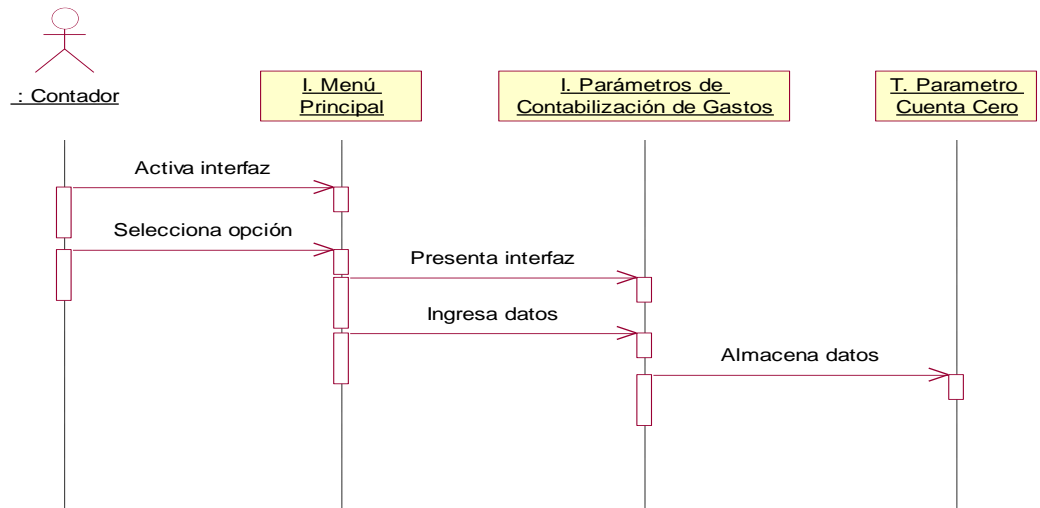 : Contador
I. Menú
Principal
I. Parámetros de
Contabilización de Gastos
T. Parametro
Cuenta Cero
Activa interfaz
Selecciona opción
Presenta interfaz
Ingresa datos
Almacena datos